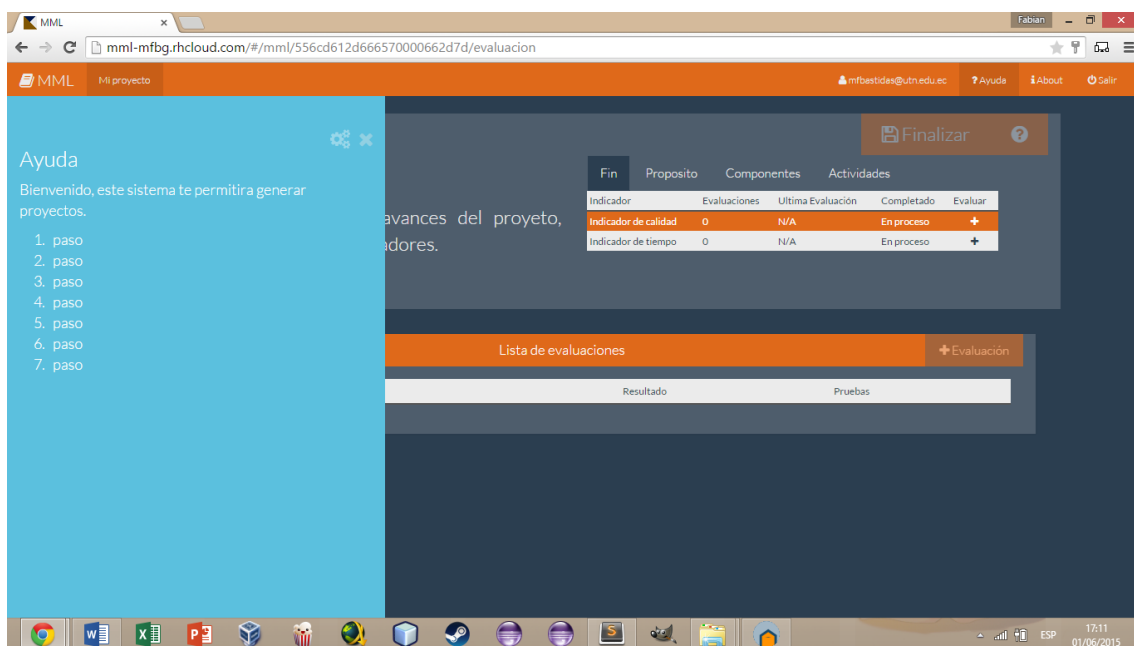 MML
Fabian
mml-mfbg.rhcloud.com/#/mml/556cd612d666570000662d7d/evaluacion
MML Mi proyecto mfbastidas@utn.edu.ec ? Ayuda i About Salir
Ayuda
Bienvenido, este sistema te permitira generar
proyectos.
1. paso
2. paso
3. paso
4. paso
5. paso
6. paso
7. paso
Finalizar ?
avances del proyeto,
adores.
Fin Proposito Componentes Actividades
Indicador Evaluaciones Ultima Evaluación Completado Evaluar
Indicador de calidad 0 N/A En proceso +
Indicador de tiempo 0 N/A En proceso +
Lista de evaluaciones
+ Evaluación
Resultado Pruebas
ESP
17:11
01/06/2015